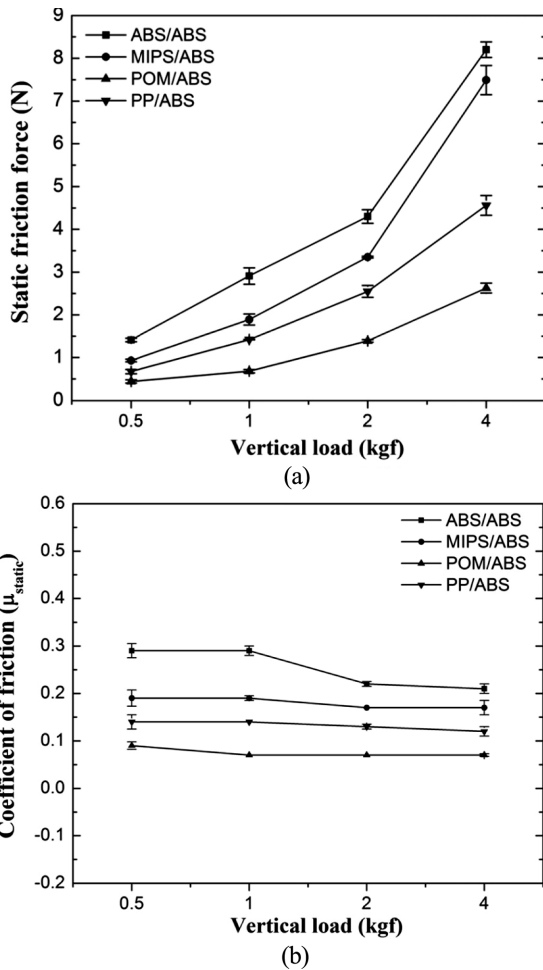 9
8
7
6
5
4
3
2
1
0
Static friction force (N)
ABS/ABS
MIPS/ABS
POM/ABS
PP/ABS
0.5 1 2 4
Vertical load (kgf)
(a)
0.6
0.5
0.4
0.3
0.2
0.1
0.0
-0.1
-0.2
Coefficient of friction (μstatic)
ABS/ABS
MIPS/ABS
POM/ABS
PP/ABS
0.5 1 2 4
Vertical load (kgf)
(b)